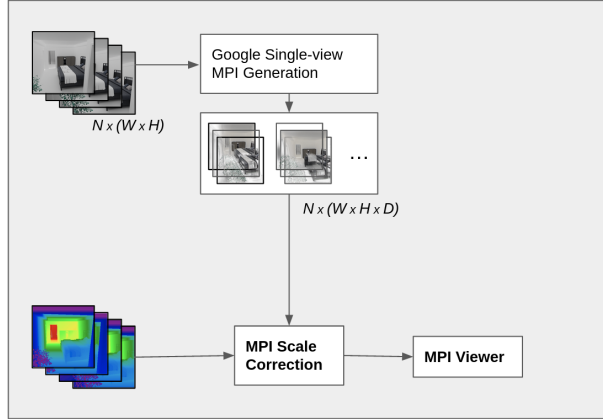 Google Single-view
MPI Generation
N x (W x H)
...
N x (W x H x D)
MPI Scale
Correction
MPI Viewer